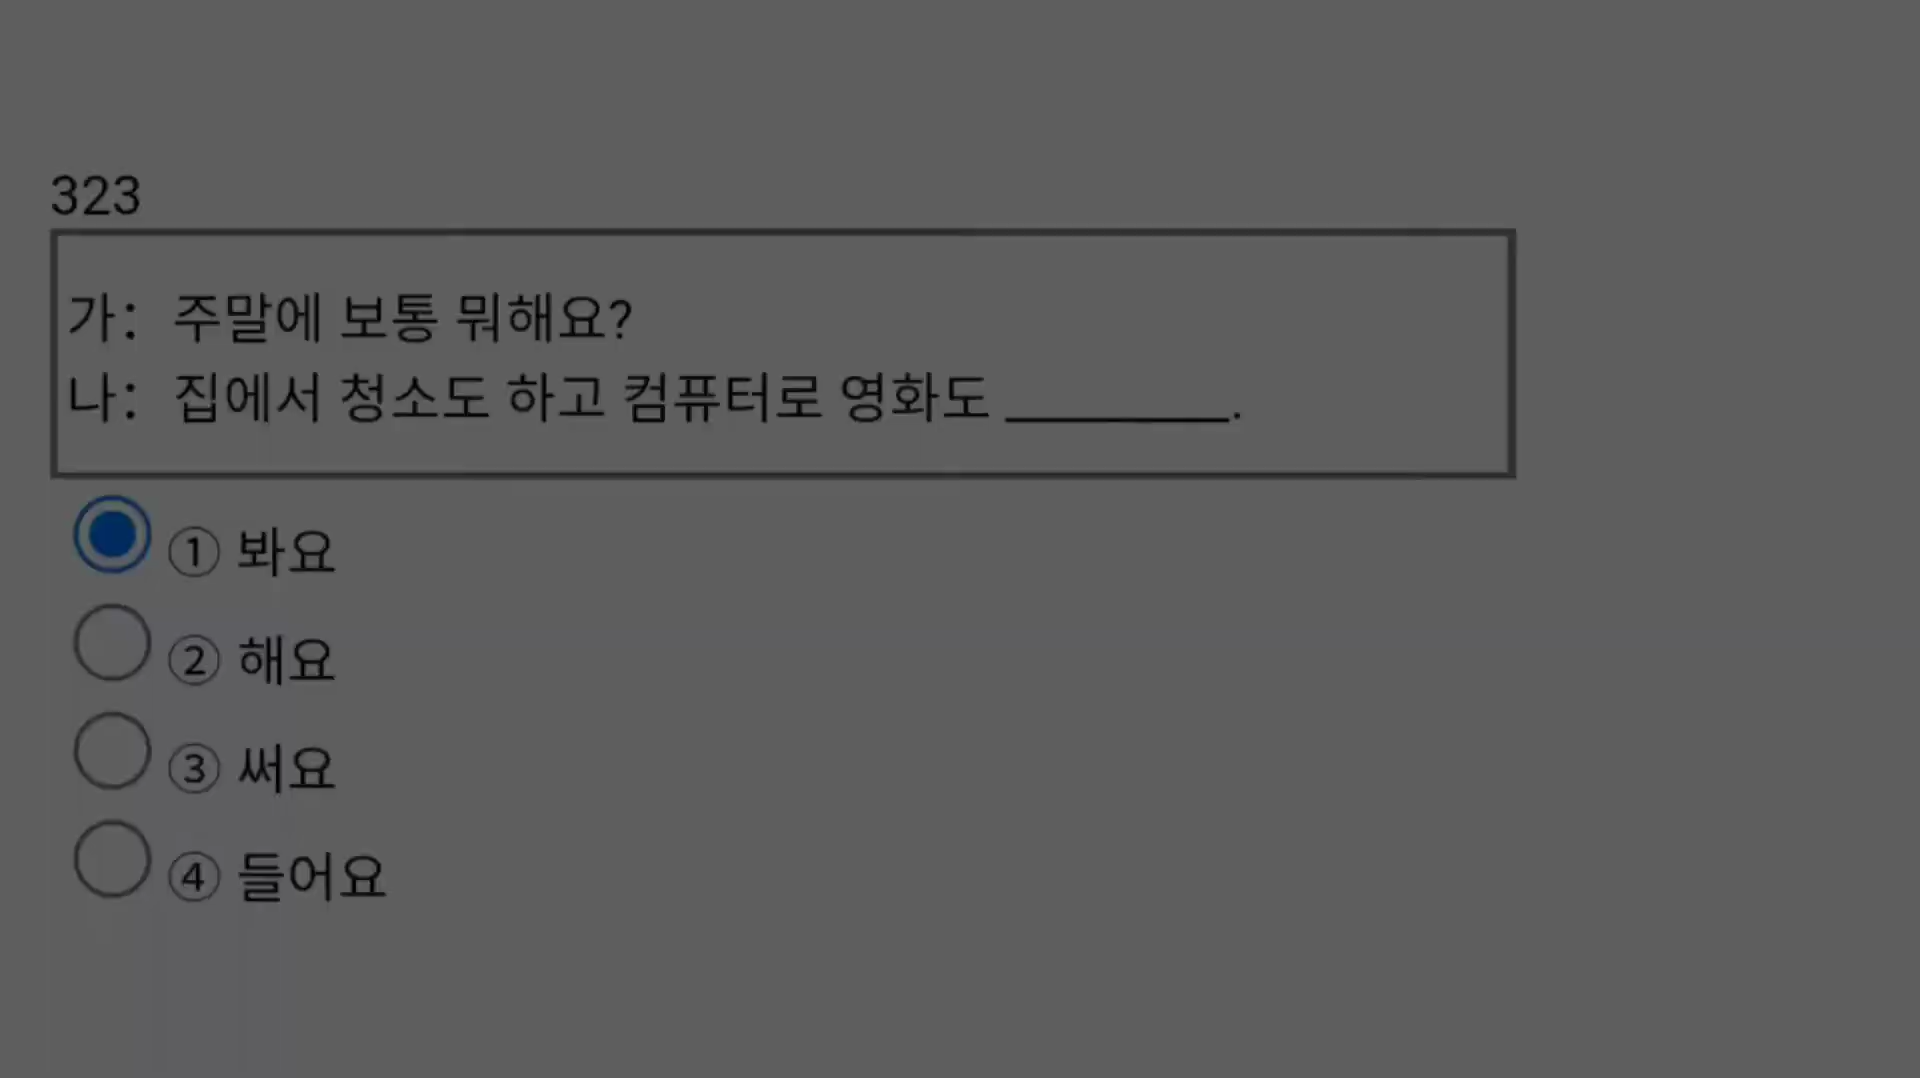 323
가: 주말에 보통 뭐해요?
나: 집에서 청소도 하고 컴퓨터로 영화도 _________.
① 봐요
② 해요
③ 써요
④ 들어요